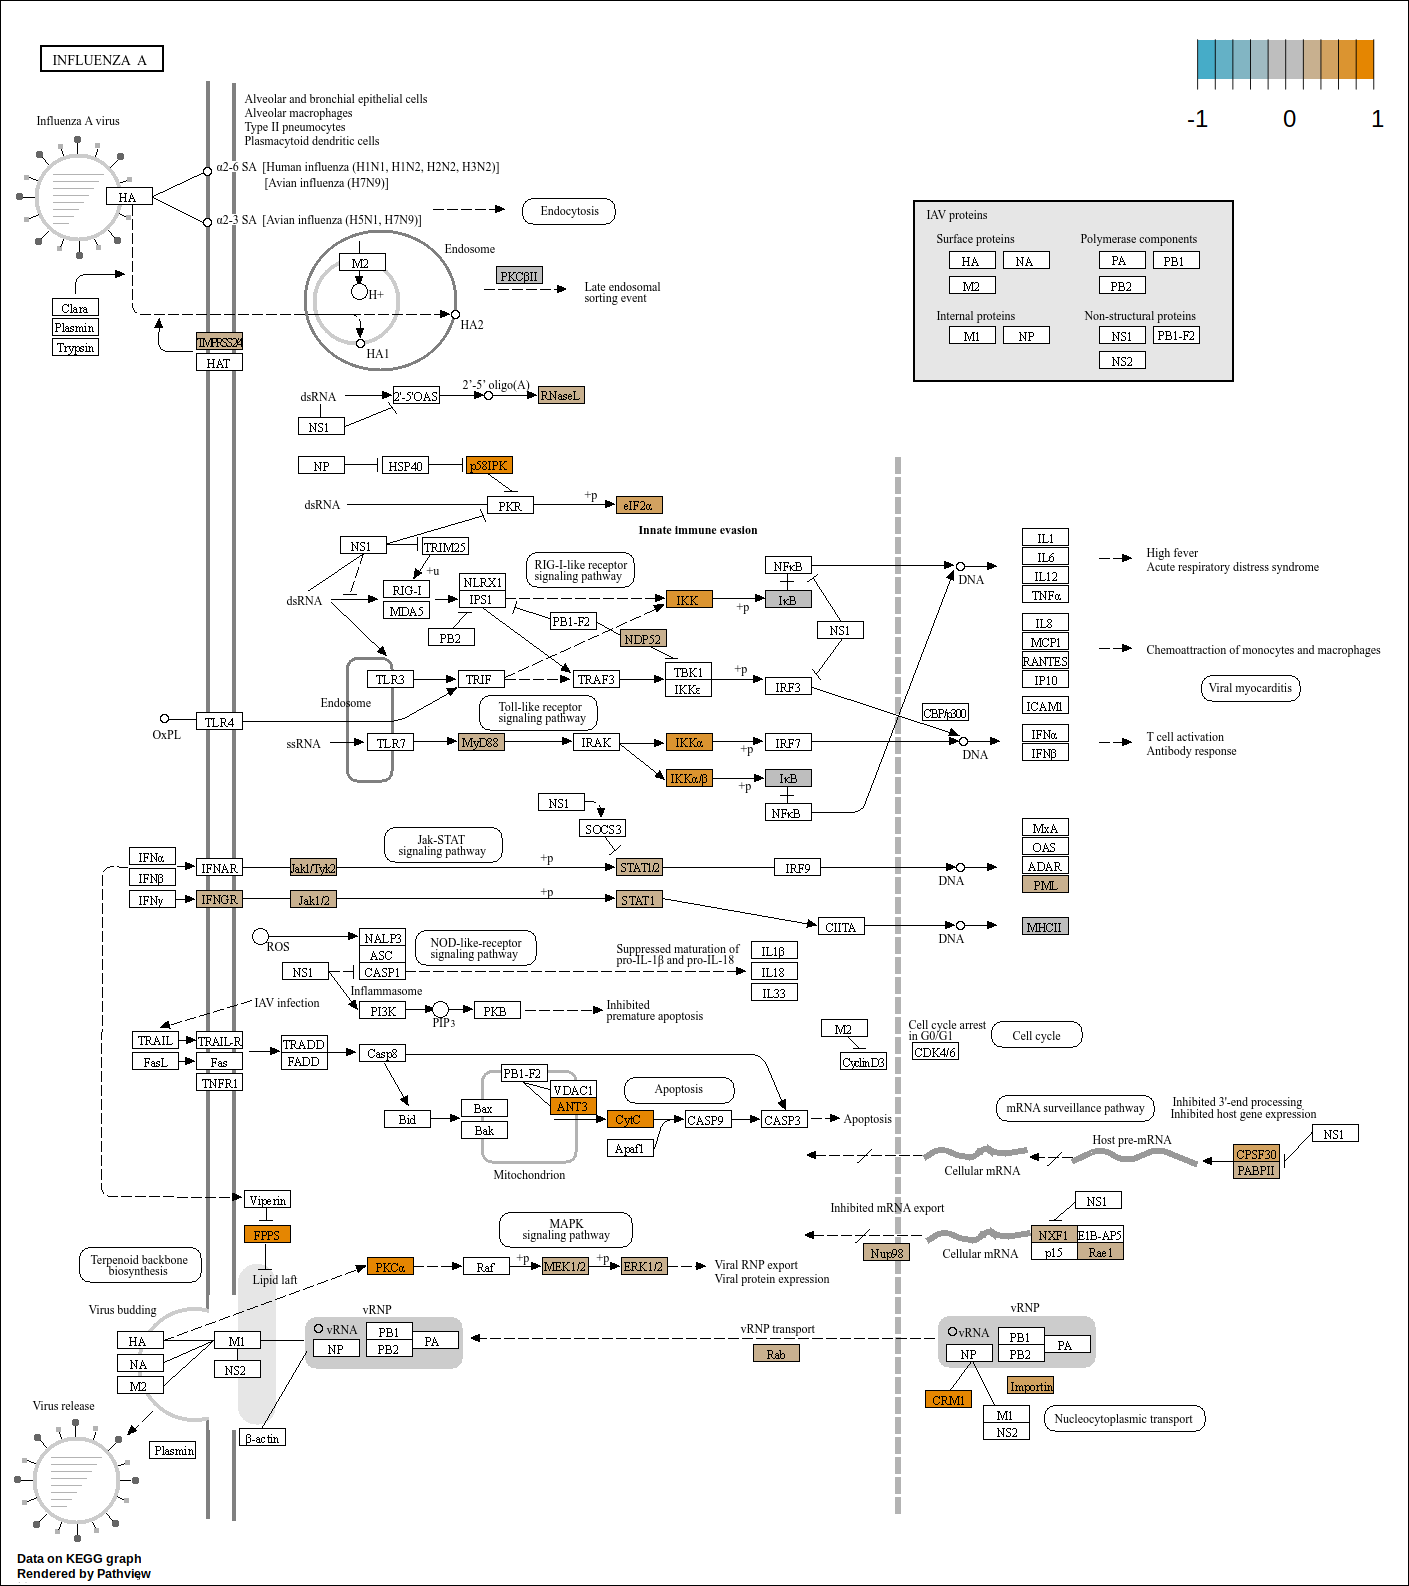 INFLUENZA A
-1
0
1
Alveolar and bronchial epithelial cells
Alveolar macrophages
Type II pneumocytes
Plasmacytoid dendritic cells
Influenza A virus
HA
α2-6 SA [Human influenza (H1N1, H1N2, H2N2, H3N2)]
[Avian influenza (H7N9)]
α2-3 SA [Avian influenza (H5N1, H7N9)]
Endocytosis
Endosome
M2
H+
PKCβII
Late endosomal
sorting event
HA2
HA1
Clara
Plasmin
Trypsin
HAT
IAV proteins
Surface proteins
HA
NA
M2
Polymerase components
PA
PB1
PB2
Internal proteins
M1
NP
Non-structural proteins
NS1
PB1-F2
NS2
dsRNA
2'-5'OAS
2'-5' oligo(A)
RNaseL
NS1
NP
HSP40
p58IPK
dsRNA
PKR
+p
eIF2α
Innate immune evasion
NS1
TRIM25
+u
RIG-I
MDA5
dsRNA
NLRX1
IPS1
PB2
RIG-I-like receptor
signaling pathway
PB1-F2
NDP52
IKK
+p
NFκB
IκB
NS1
DNA
IL1
IL6
IL12
TNFα
High fever
Acute respiratory distress syndrome
IL8
MCP1
RANTES
IP10
Chemoattraction of monocytes and macrophages
Viral myocarditis
ICAM1
IFNα
IFNβ
T cell activation
Antibody response
TLR3
TRIF
TRAF3
TBK1
IKKε
+p
IRF3
CBP/p300
DNA
Endosome
Toll-like receptor
signaling pathway
TLR4
OxPL
ssRNA
TLR7
MyD88
IRAK
IKKα
+p
IRF7
IKKα/β
+p
IκB
NFκB
NS1
SOCS3
Jak-STAT
signaling pathway
IFNα
IFNβ
IFNAR
Jak1/Tyk2
+p
STAT1/2
IRF9
DNA
MxA
OAS
ADAR
PML
IFNγ
IFNGR
Jak1/2
+p
STAT1
CIITA
DNA
MHCII
ROS
NALP3
ASC
CASP1
NS1
Inflammasome
NOD-like-receptor
signaling pathway
Suppressed maturation of
pro-IL-1β and pro-IL-18
IL1β
IL18
IL33
IAV infection
PI3K
PIP3
PKB
Inhibited
premature apoptosis
M2
CyclinD3
Cell cycle arrest
in G0/G1
CDK4/6
Cell cycle
TRAIL
TRAIL-R
FasL
Fas
TNFR1
TRADD
FADD
Casp8
PB1-F2
VDAC1
ANT3
Apoptosis
Bid
Bax
Bak
CytC
Apaf1
CASP9
CASP3
Apoptosis
Mitochondrion
mRNA surveillance pathway
Inhibited 3'-end processing
Inhibited host gene expression
NS1
Host pre-mRNA
CPSF30
PABPII
Cellular mRNA
Viperin
FPPS
Lipid laft
Terpenoid backbone
biosynthesis
MAPK
signaling pathway
PKCα
Raf
+p
MEK1/2
+p
ERK1/2
Viral RNP export
Viral protein expression
Inhibited mRNA export
NS1
Nup98
Cellular mRNA
NXF1
E1B-AP5
p15
Rae1
Virus budding
HA
NA
M2
M1
NS2
vRNP
vRNA
NP
PB1
PB2
PA
β-actin
vRNP transport
Rab
vRNP
vRNA
NP
PB1
PB2
PA
Importin
CRM1
M1
NS2
Nucleocytoplasmic transport
Virus release
Plasmin
Data on KEGG graph
Rendered by Pathview